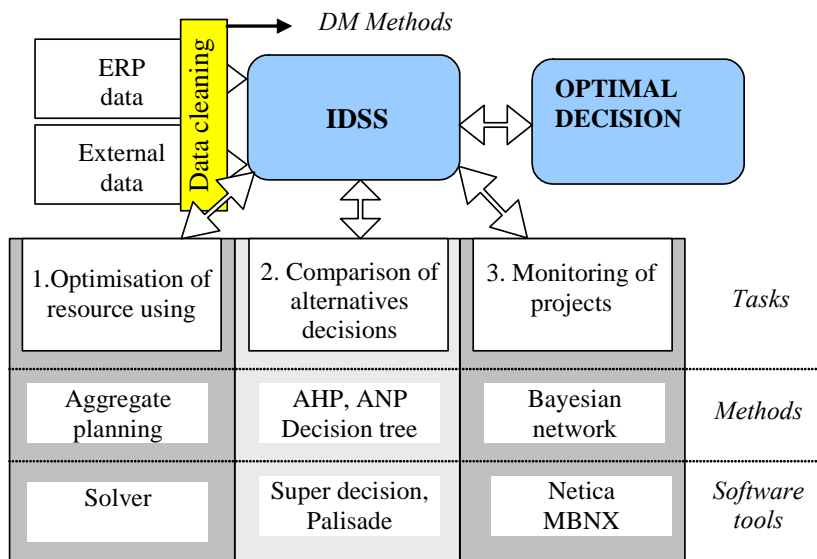 DM Methods
ERP
data
External
data
Data cleaning
IDSS
OPTIMAL
DECISION
1.Optimisation of
resource using
2. Comparison of
alternatives
decisions
3. Monitoring of
projects
Tasks
Aggregate
planning
AHP, ANP
Decision tree
Bayesian
network
Methods
Solver
Super decision,
Palisade
Netica
MBNX
Software
tools